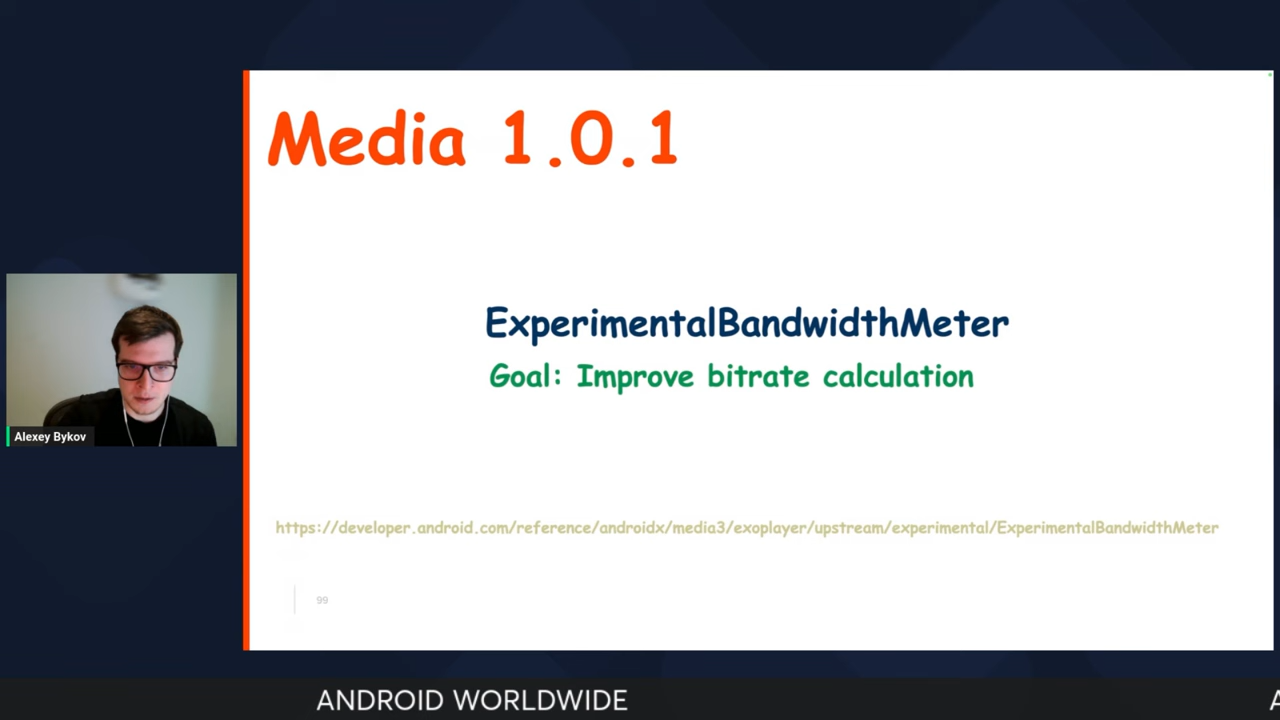 Media 1.0.1
ExperimentalBandwidthMeter
Goal: Improve bitrate calculation
https://developer.android.com/reference/androidx/media3/exoplayer/upstream/experimental/ExperimentalBandwidthMeter
99
Alexey Bykov
ANDROID WORLDWIDE
A